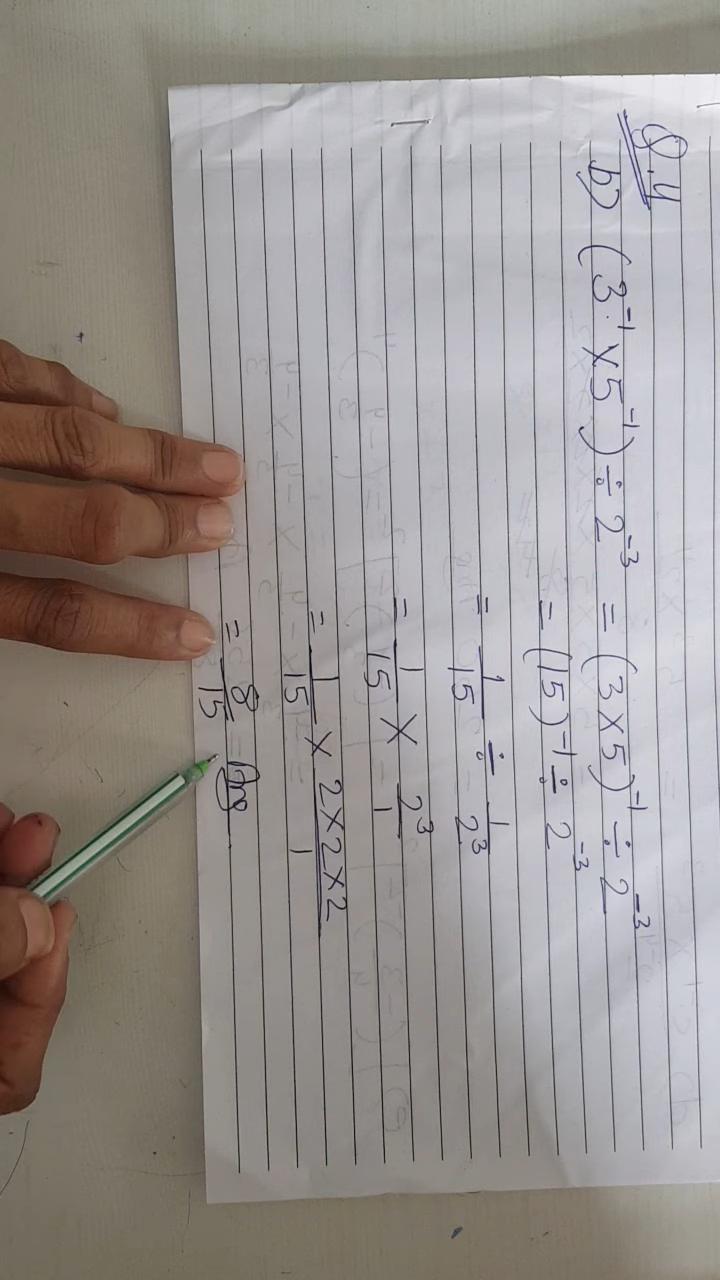 Q.4
b) (3⁻¹ × 5⁻¹) ÷ 2⁻³ = (3 × 5)⁻¹ ÷ 2⁻³
= (15)⁻¹ ÷ 2⁻³
= 1/15 ÷ 1/2³
= 1/15 × 2³/1
= 1/15 × 2×2×2/1
= 8/15 = Ans